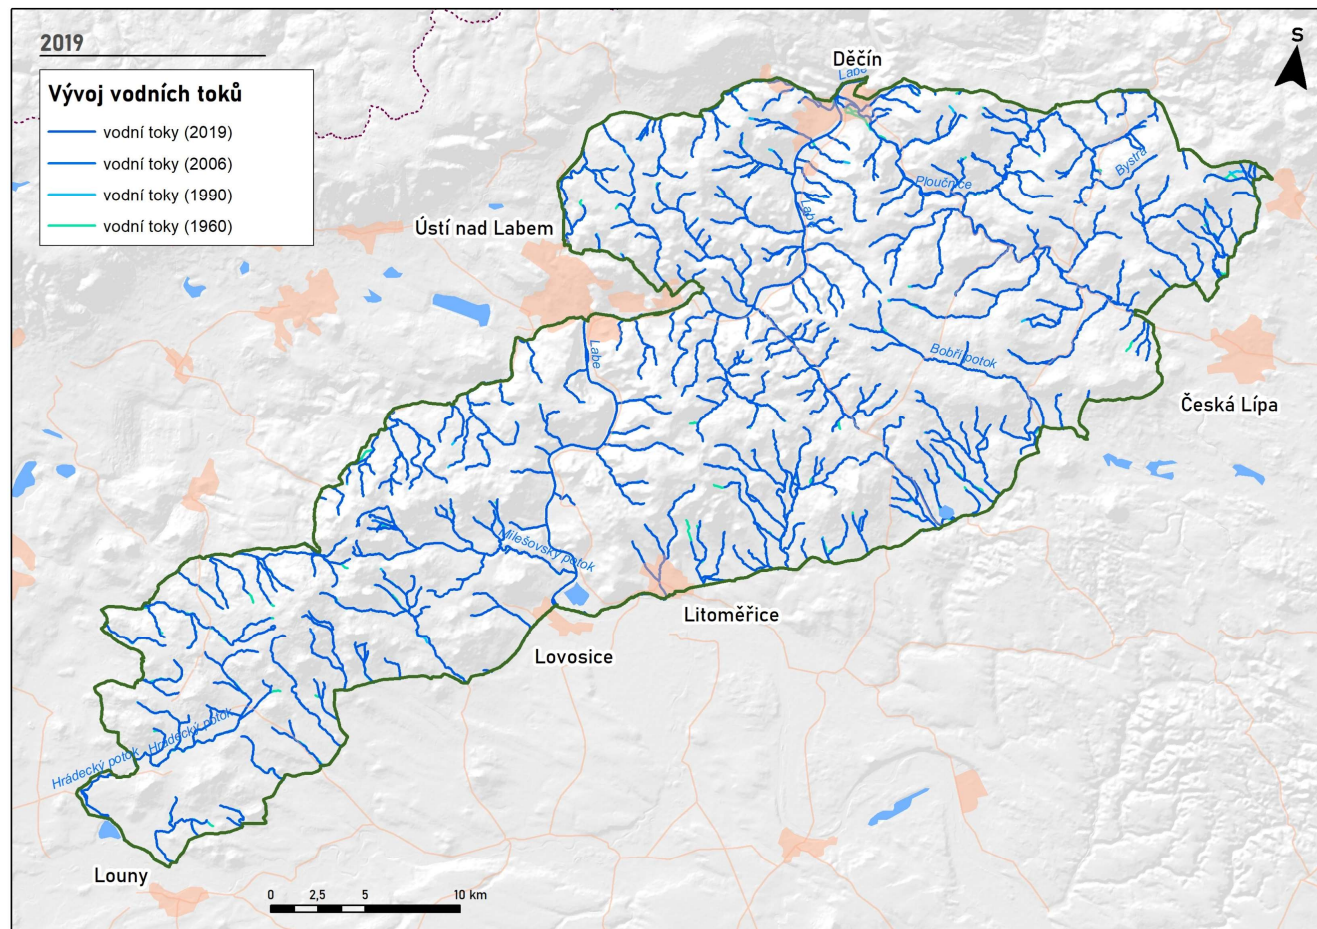 2019
Vývoj vodních toků
vodní toky (2019)
vodní toky (2006)
vodní toky (1990)
vodní toky (1960)
S
Děčín
Labe
Bystrá
Ploučnice
Labe
Ústí nad Labem
Labe
Bobří potok
Česká Lípa
Milešovský potok
Litoměřice
Lovosice
Hrádecký potok
Hrádecký potok
Louny
0 2,5 5 10 km